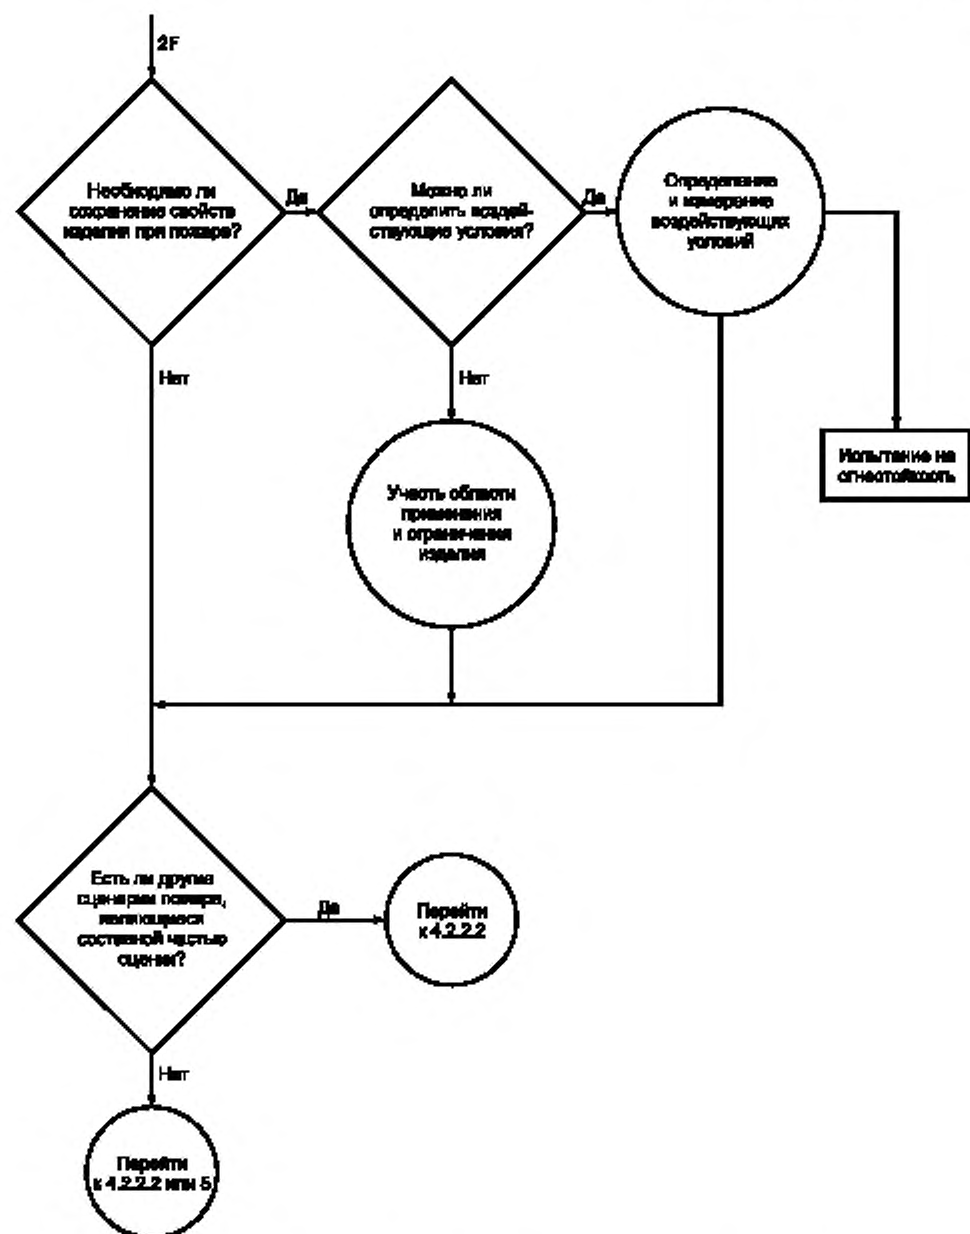 2F
Необходимо ли
сохранение свойств
изделия при пожаре?
Да
Можно ли
определить воздей-
ствующие условия?
Да
Определение
и измерение
воздействующих
условий
Нет
Нет
Испытание на
огнестойкость
Учесть области
применения
и ограничения
изделия
Есть ли другие
сценарии пожара,
являющиеся
составной частью
сцении?
Да
Перейти
к 4.2.2.2
Нет
Перейти
к 4.2.2.2 или 5